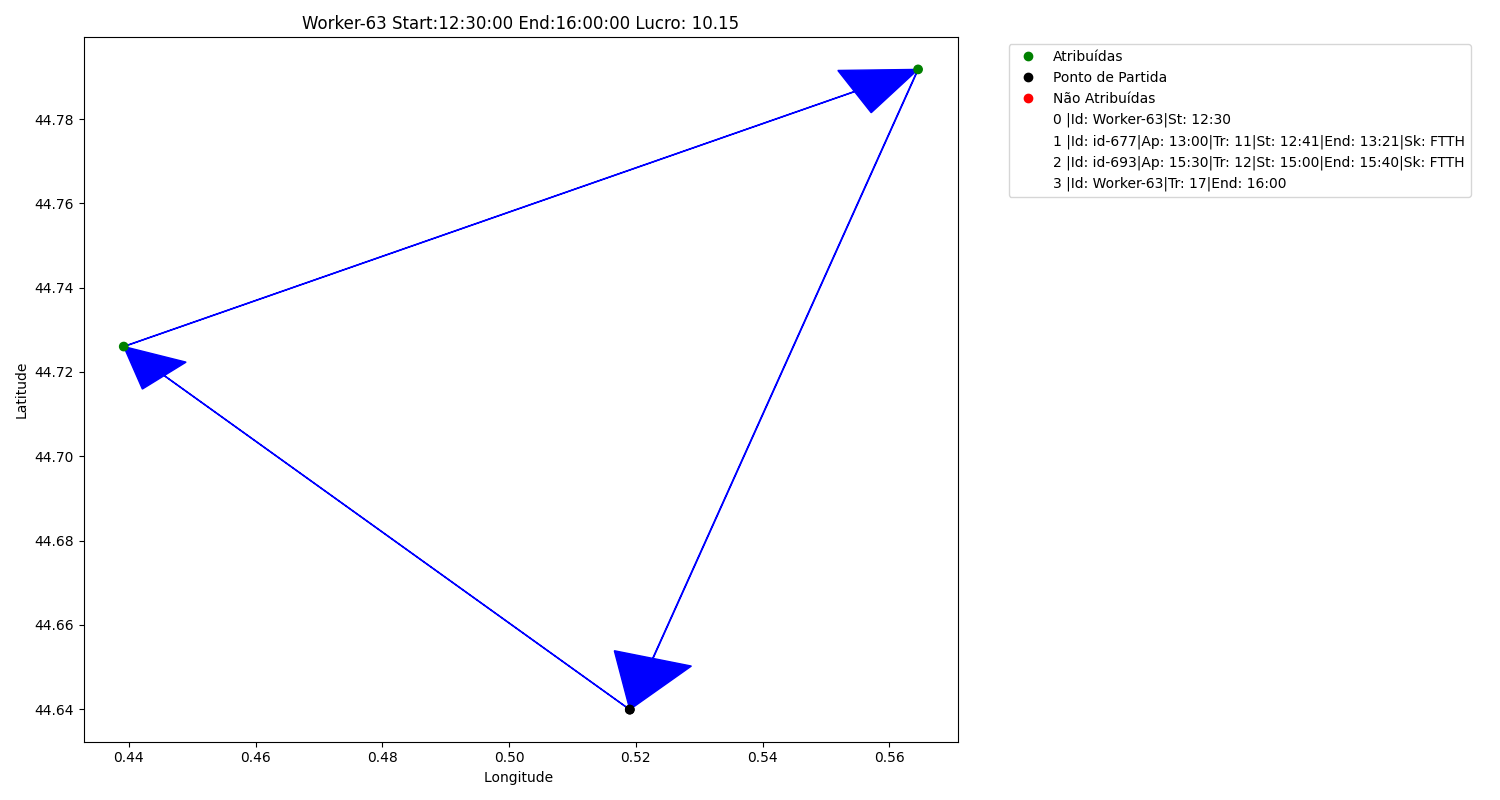 Worker-63 Start:12:30:00 End:16:00:00 Lucro: 10.15
Atribuídas
Ponto de Partida
Não Atribuídas
0 |Id: Worker-63|St: 12:30
1 |Id: id-677|Ap: 13:00|Tr: 11|St: 12:41|End: 13:21|Sk: FTTH
2 |Id: id-693|Ap: 15:30|Tr: 12|St: 15:00|End: 15:40|Sk: FTTH
3 |Id: Worker-63|Tr: 17|End: 16:00
44.78
44.76
44.74
44.72
44.70
44.68
44.66
44.64
Latitude
0.44
0.46
0.48
0.50
0.52
0.54
0.56
Longitude